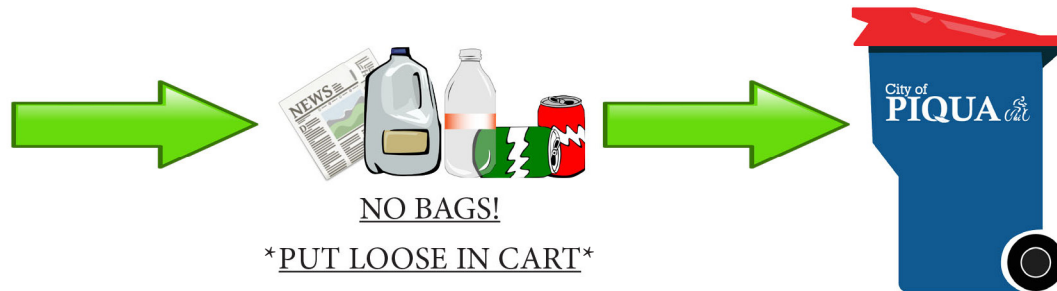 NEWS
NO BAGS!
*PUT LOOSE IN CART*
City of
PIQUA